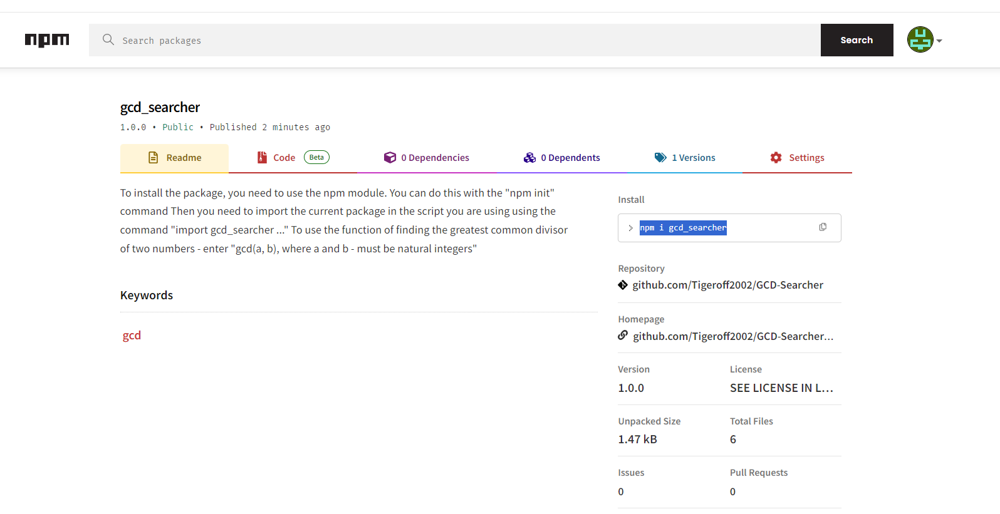 npm
Search packages
Search
gcd_searcher
1.0.0 • Public • Published 2 minutes ago
Readme
Code Beta
0 Dependencies
0 Dependents
1 Versions
Settings
To install the package, you need to use the npm module. You can do this with the "npm init"
command Then you need to import the current package in the script you are using using the
command "import gcd_searcher ..." To use the function of finding the greatest common divisor
of two numbers - enter "gcd(a, b), where a and b - must be natural integers"
Keywords
gcd
Install
npm i gcd_searcher
Repository
github.com/Tigeroff2002/GCD-Searcher
Homepage
github.com/Tigeroff2002/GCD-Searcher...
Version
License
1.0.0
SEE LICENSE IN L...
Unpacked Size
Total Files
1.47 kB
6
Issues
Pull Requests
0
0